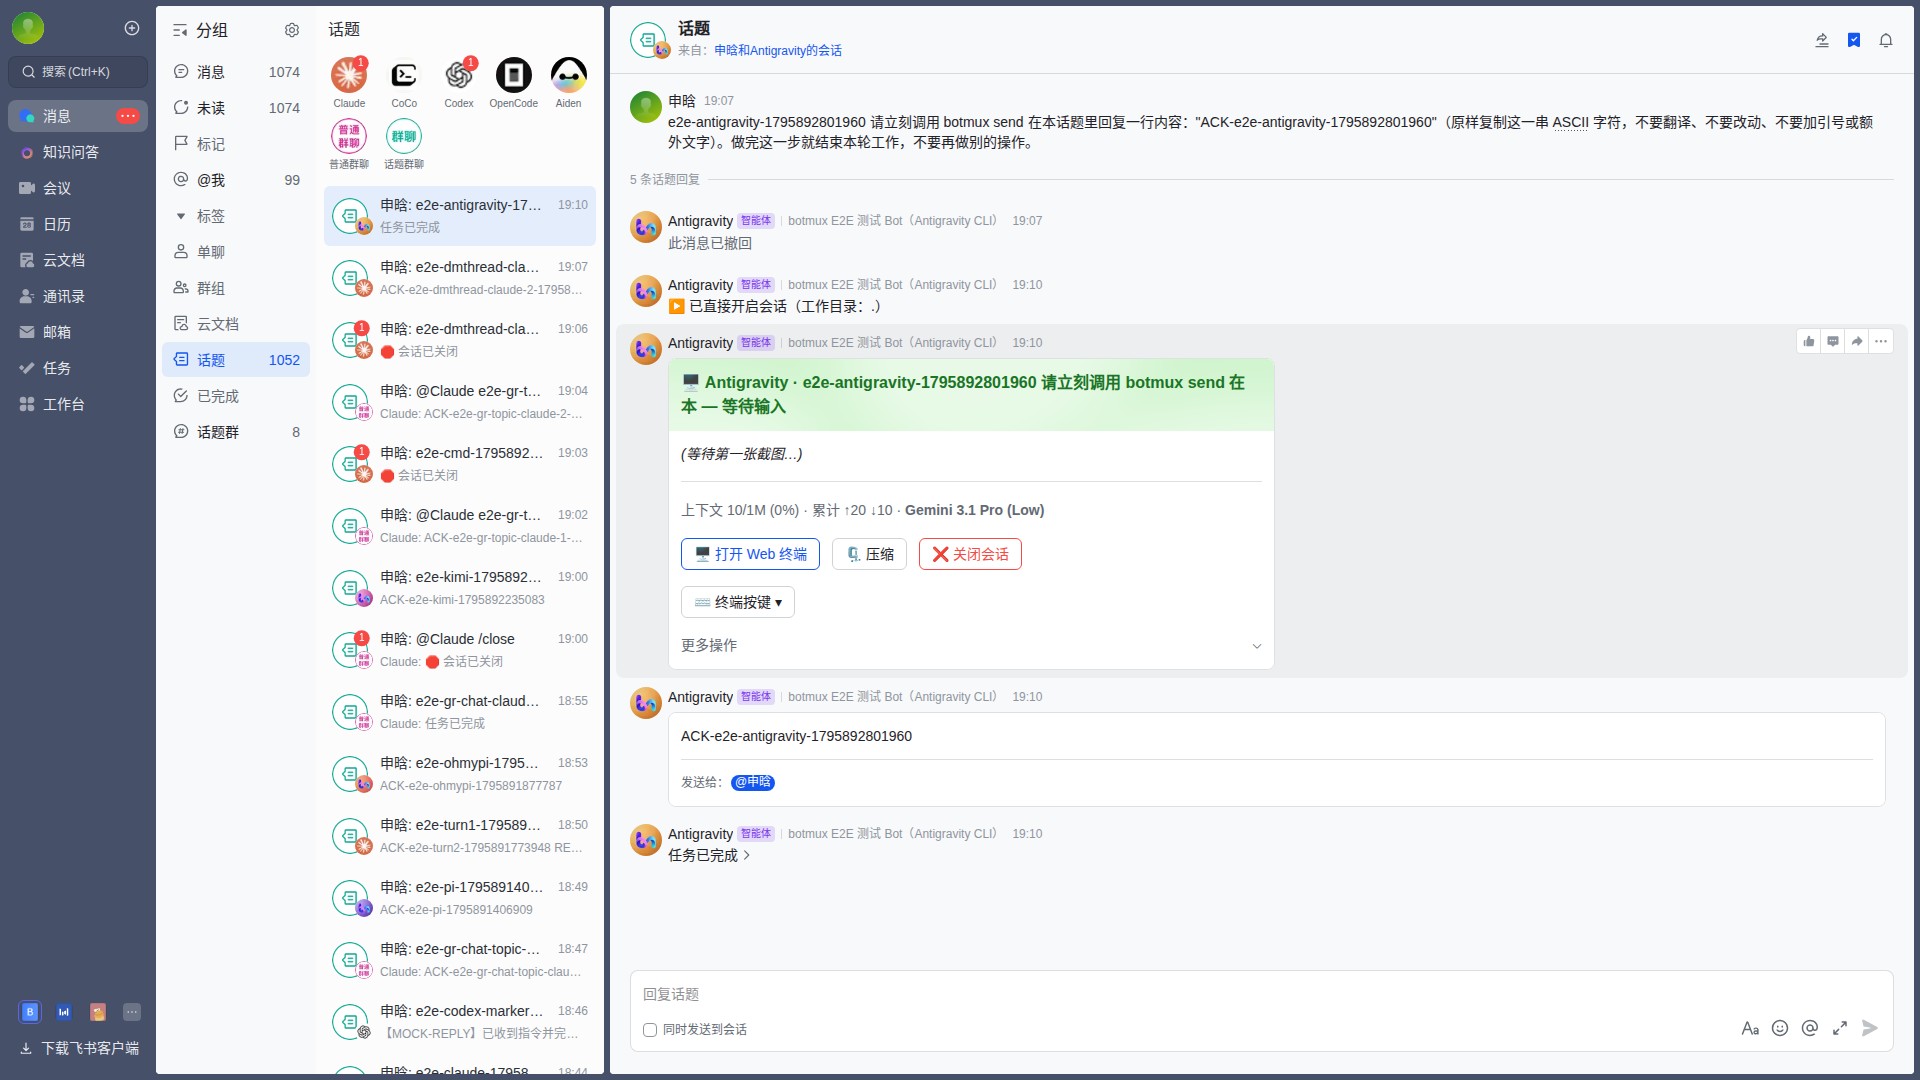 搜索 (Ctrl+K)
消息
知识问答
会议
日历
云文档
通讯录
邮箱
任务
工作台
下载飞书客户端
分组
消息 1074
未读 1074
标记
@我 99
标签
单聊
群组
云文档
话题 1052
已完成
话题群 8
话题
1
Claude
CoCo
1
Codex
OpenCode
Aiden
普通群聊
普通群聊
群聊
话题群聊
申晗: e2e-antigravity-17… 19:10
任务已完成
申晗: e2e-dmthread-cla… 19:07
ACK-e2e-dmthread-claude-2-17958…
1
申晗: e2e-dmthread-cla… 19:06
会话已关闭
申晗: @Claude e2e-gr-t… 19:04
Claude: ACK-e2e-gr-topic-claude-2-…
1
申晗: e2e-cmd-1795892… 19:03
会话已关闭
申晗: @Claude e2e-gr-t… 19:02
Claude: ACK-e2e-gr-topic-claude-1-…
申晗: e2e-kimi-1795892… 19:00
ACK-e2e-kimi-1795892235083
1
申晗: @Claude /close 19:00
Claude: 会话已关闭
申晗: e2e-gr-chat-claud… 18:55
Claude: 任务已完成
申晗: e2e-ohmypi-1795… 18:53
ACK-e2e-ohmypi-1795891877787
申晗: e2e-turn1-179589… 18:50
ACK-e2e-turn2-1795891773948 RE…
申晗: e2e-pi-179589140… 18:49
ACK-e2e-pi-1795891406909
申晗: e2e-gr-chat-topic-… 18:47
Claude: ACK-e2e-gr-chat-topic-clau…
申晗: e2e-codex-marker… 18:46
【MOCK-REPLY】已收到指令并完…
申晗: e2e-claude-17958… 18:44
话题
来自：申晗和Antigravity的会话
申晗 19:07
e2e-antigravity-1795892801960 请立刻调用 botmux send 在本话题里回复一行内容："ACK-e2e-antigravity-1795892801960"（原样复制这一串 ASCII 字符，不要翻译、不要改动、不要加引号或额
外文字）。做完这一步就结束本轮工作，不要再做别的操作。
5 条话题回复
Antigravity 智能体 botmux E2E 测试 Bot（Antigravity CLI） 19:07
此消息已撤回
Antigravity 智能体 botmux E2E 测试 Bot（Antigravity CLI） 19:10
已直接开启会话（工作目录：.）
Antigravity 智能体 botmux E2E 测试 Bot（Antigravity CLI） 19:10
Antigravity · e2e-antigravity-1795892801960 请立刻调用 botmux send 在
本 — 等待输入
(等待第一张截图…)
上下文 10/1M (0%) · 累计 ↑20 ↓10 · Gemini 3.1 Pro (Low)
打开 Web 终端 压缩 关闭会话
终端按键 ▾
更多操作
Antigravity 智能体 botmux E2E 测试 Bot（Antigravity CLI） 19:10
ACK-e2e-antigravity-1795892801960
发送给： @申晗
Antigravity 智能体 botmux E2E 测试 Bot（Antigravity CLI） 19:10
任务已完成
回复话题
同时发送到会话